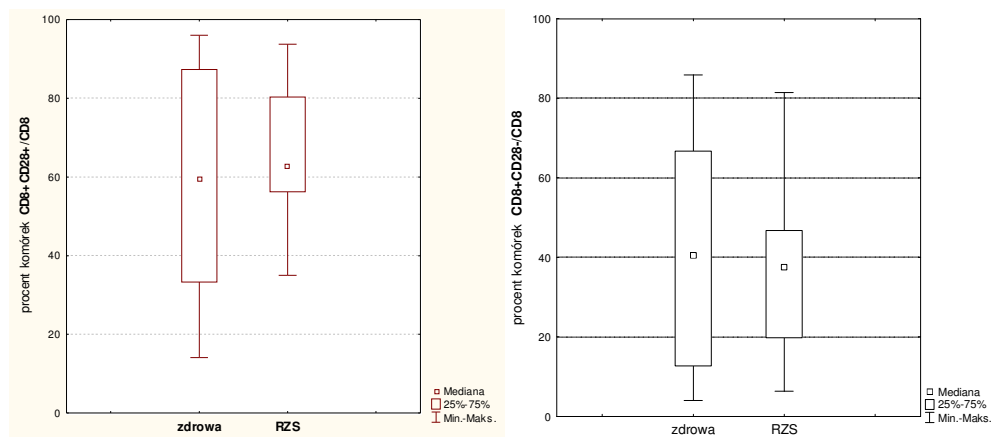 procent komórek CD8+CD28+/CD8
100
80
60
40
20
0
zdrowa RZS
Mediana
25%-75%
Min.-Maks.
procent komórek CD8+CD28-/CD8
100
80
60
40
20
0
zdrowa RZS
Mediana
25%-75%
Min.-Maks.